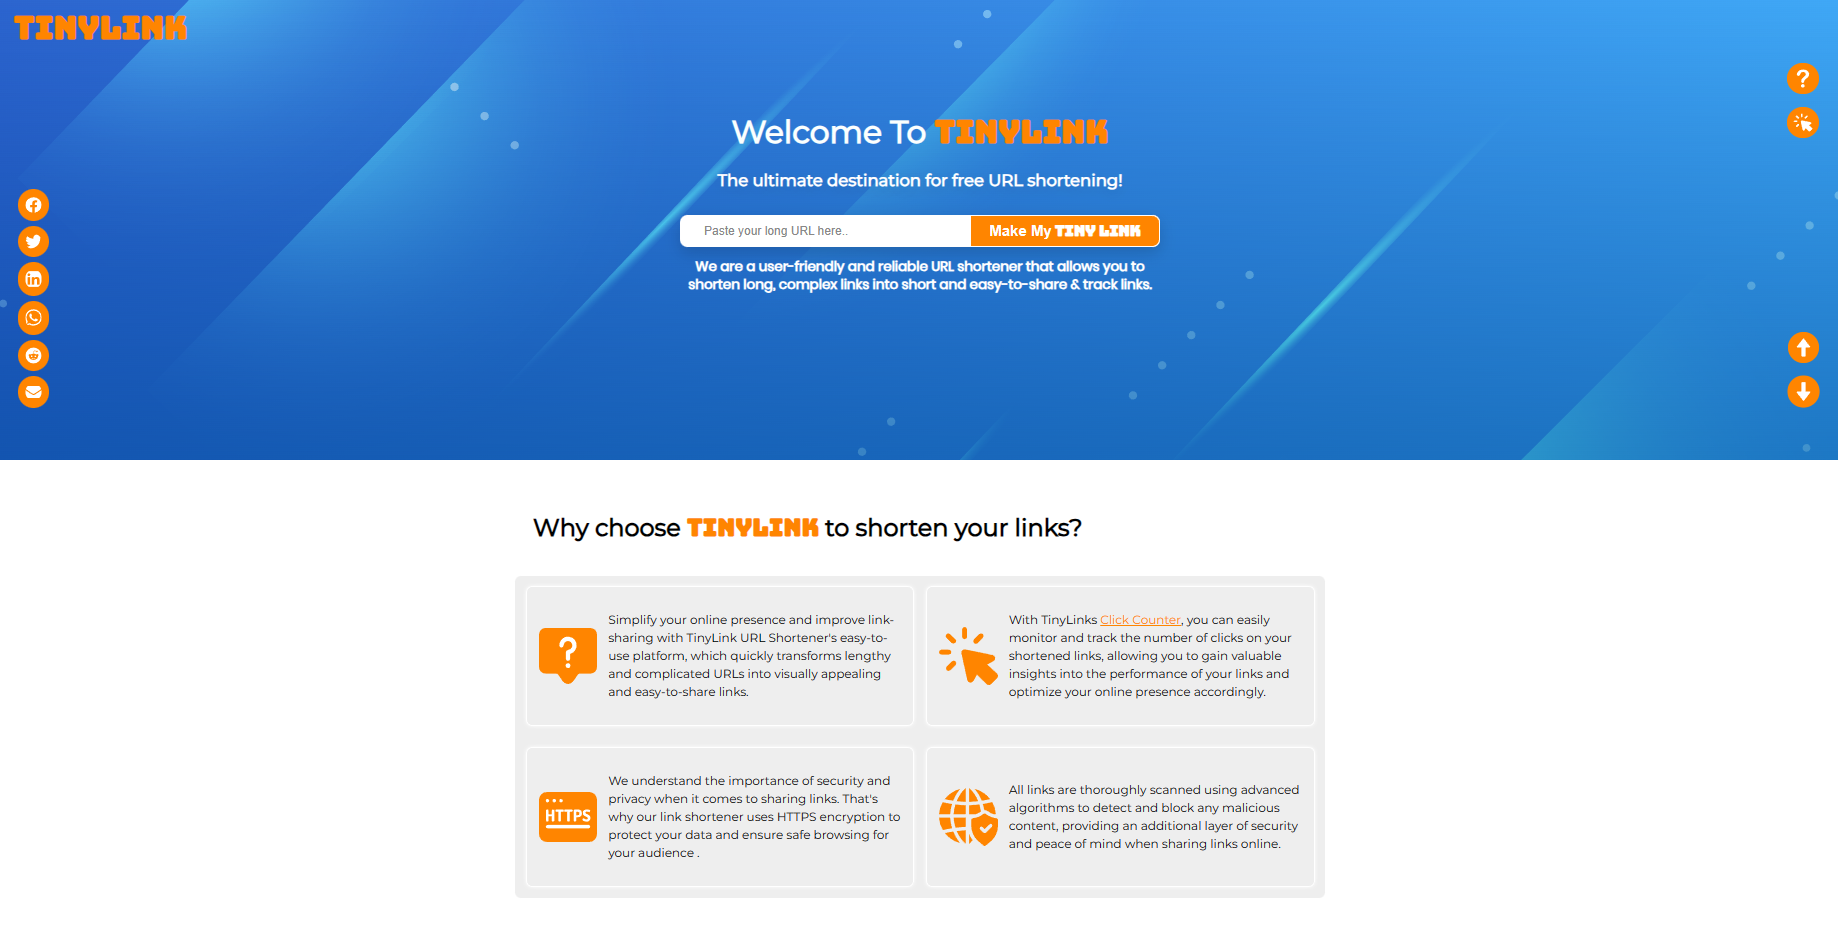 TINYLINK
Welcome To TINYLINK
The ultimate destination for free URL shortening!
Paste your long URL here..
Make My TINY LINK
We are a user-friendly and reliable URL shortener that allows you to
shorten long, complex links into short and easy-to-share & track links.
Why choose TINYLINK to shorten your links?
Simplify your online presence and improve link-
sharing with TinyLink URL Shortener's easy-to-
use platform, which quickly transforms lengthy
and complicated URLs into visually appealing
and easy-to-share links.
With TinyLinks Click Counter, you can easily
monitor and track the number of clicks on your
shortened links, allowing you to gain valuable
insights into the performance of your links and
optimize your online presence accordingly.
HTTPS
We understand the importance of security and
privacy when it comes to sharing links. That's
why our link shortener uses HTTPS encryption to
protect your data and ensure safe browsing for
your audience .
All links are thoroughly scanned using advanced
algorithms to detect and block any malicious
content, providing an additional layer of security
and peace of mind when sharing links online.